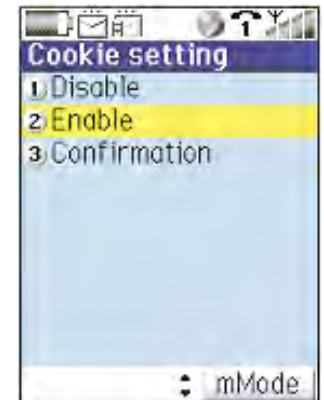 Cookie setting
1 Disable
2 Enable
3 Confirmation
mMode